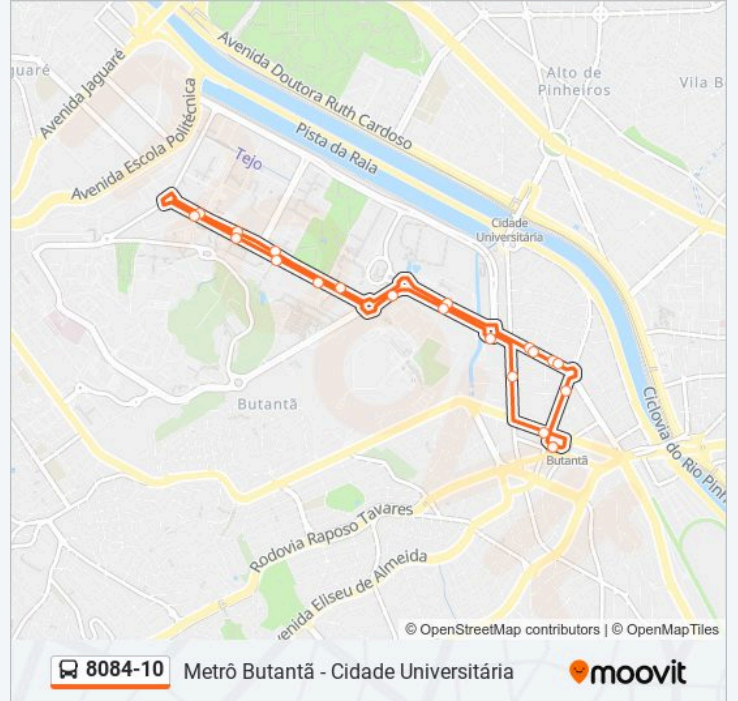 guaré
Avenida Jaguaré
Avenida Escola Politécnica
Avenida Doutora Ruth Cardoso
Pista da Raia
Tejo
Alto de
Pinheiros
Vila B
Cidade
Universitária
Butantã
Butantã
Ciclovia do Rio Pinh
Rodovia Raposo Tavares
venida Eliseu de Almeida
© OpenStreetMap contributors | © OpenMapTiles
8084-10 Metrô Butantã - Cidade Universitária
moovit